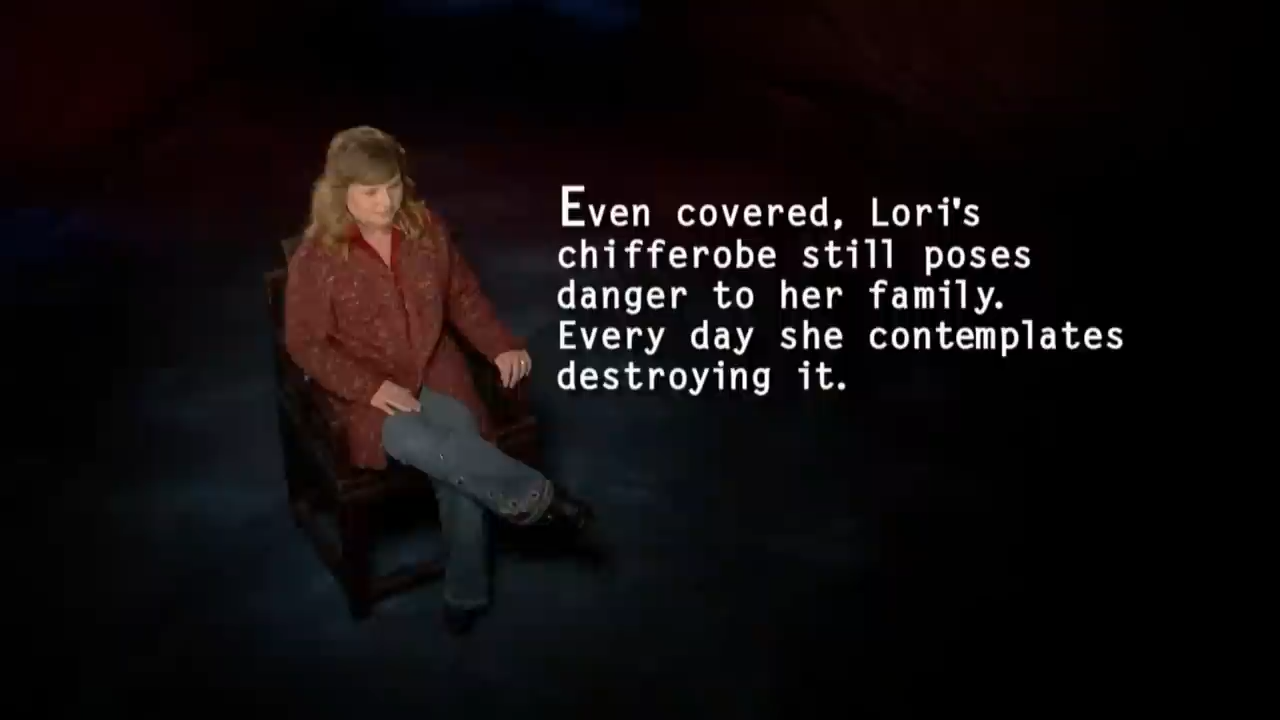 Even covered, Lori's
chifferobe still poses
danger to her family.
Every day she contemplates
destroying it.